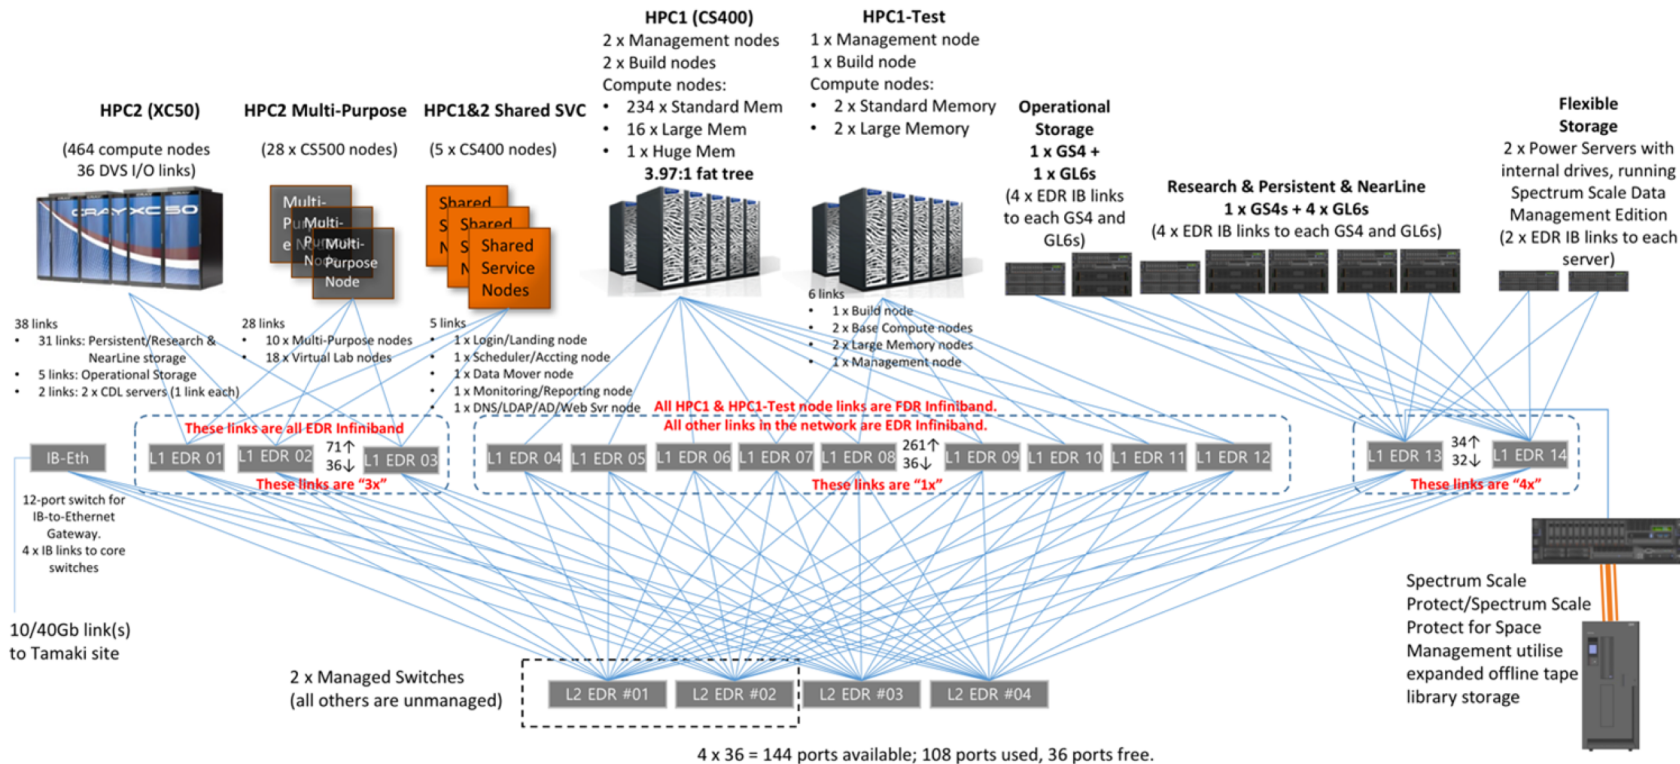 HPC2 (XC50)
(464 compute nodes
36 DVS I/O links)
CRAY XC50
38 links
• 31 links: Persistent/Research &
NearLine storage
• 5 links: Operational Storage
• 2 links: 2 x CDL servers (1 link each)
HPC2 Multi-Purpose
(28 x CS500 nodes)
Multi-
Multi-
Multi-
Purpose
Node
28 links
• 10 x Multi-Purpose nodes
• 18 x Virtual Lab nodes
HPC1&2 Shared SVC
(5 x CS400 nodes)
Shared
Shared
Shared
Service
Nodes
5 links
• 1 x Login/Landing node
• 1 x Scheduler/Accting node
• 1 x Data Mover node
• 1 x Monitoring/Reporting node
• 1 x DNS/LDAP/AD/Web Svr node
HPC1 (CS400)
2 x Management nodes
2 x Build nodes
Compute nodes:
• 234 x Standard Mem
• 16 x Large Mem
• 1 x Huge Mem
3.97:1 fat tree
HPC1-Test
1 x Management node
1 x Build node
Compute nodes:
• 2 x Standard Memory
• 2 x Large Memory
6 links
• 1 x Build node
• 2 x Base Compute nodes
• 2 x Large Memory nodes
• 1 x Management node
Operational
Storage
1 x GS4 +
1 x GL6s
(4 x EDR IB links
to each GS4 and
GL6s)
Research & Persistent & NearLine
1 x GS4s + 4 x GL6s
(4 x EDR IB links to each GS4 and GL6s)
Flexible
Storage
2 x Power Servers with
internal drives, running
Spectrum Scale Data
Management Edition
(2 x EDR IB links to each
server)
These links are all EDR Infiniband
L1 EDR 01
L1 EDR 02
71↑
36↓
L1 EDR 03
These links are "3x"
All HPC1 & HPC1-Test node links are FDR Infiniband.
All other links in the network are EDR Infiniband.
L1 EDR 04
L1 EDR 05
L1 EDR 06
L1 EDR 07
L1 EDR 08
261↑
36↓
L1 EDR 09
L1 EDR 10
L1 EDR 11
L1 EDR 12
These links are "1x"
L1 EDR 13
34↑
32↓
L1 EDR 14
These links are "4x"
IB-Eth
12-port switch for
IB-to-Ethernet
Gateway.
4 x IB links to core
switches
10/40Gb link(s)
to Tamaki site
2 x Managed Switches
(all others are unmanaged)
L2 EDR #01
L2 EDR #02
L2 EDR #03
L2 EDR #04
Spectrum Scale
Protect/Spectrum Scale
Protect for Space
Management utilise
expanded offline tape
library storage
4 x 36 = 144 ports available; 108 ports used, 36 ports free.